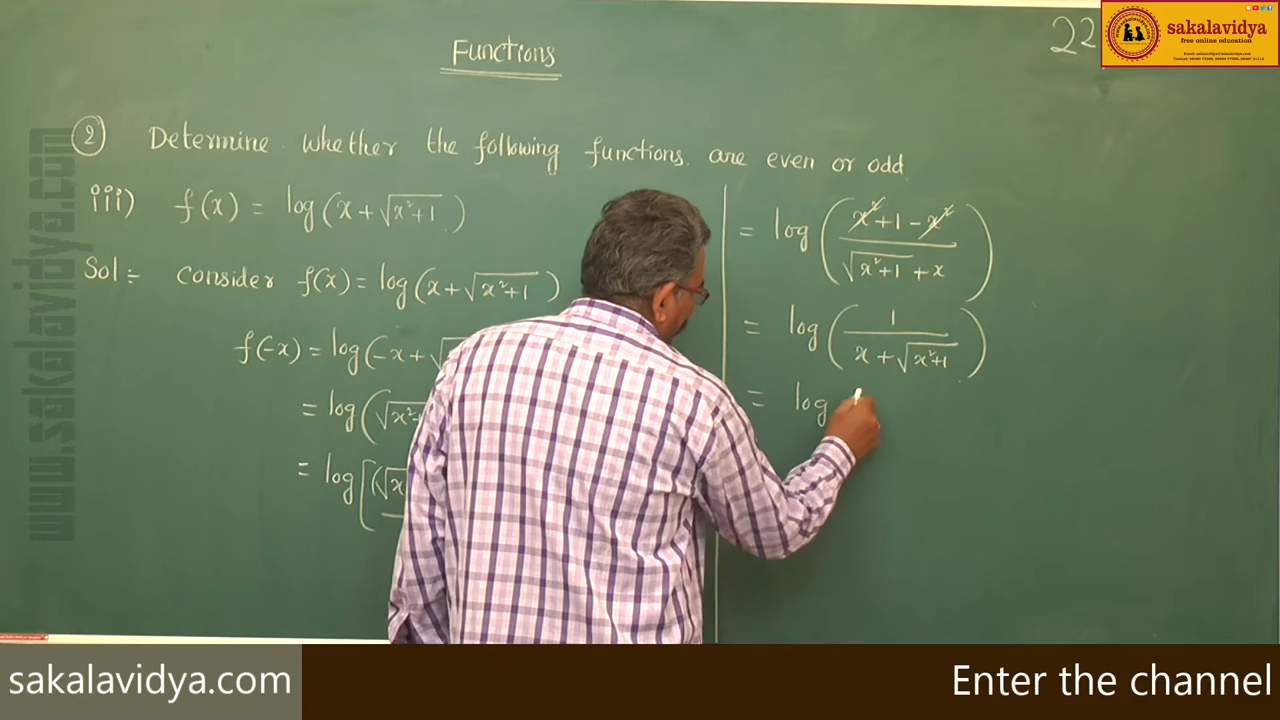 Functions
22
sakalavidya
free online education
② Determine whether the following functions. are even or odd.
iii) f(x) = log(x + √x²+1)
Sol:- consider f(x) = log(x + √x²+1)
f(-x) = log(-x + √
= log(√x²+
= log[(√x
= log(x²+1-x² / √x²+1 + x)
= log(1 / x + √x²+1)
= log
www.sakalavidya.com
sakalavidya.com
Enter the channel